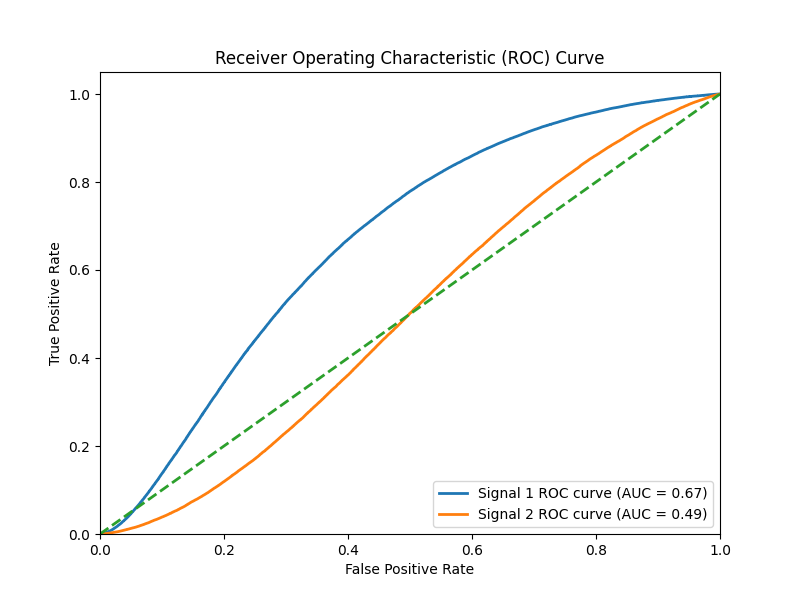 Receiver Operating Characteristic (ROC) Curve
True Positive Rate
1.0
0.8
0.6
0.4
0.2
0.0
Signal 1 ROC curve (AUC = 0.67)
Signal 2 ROC curve (AUC = 0.49)
0.0 0.2 0.4 0.6 0.8 1.0
False Positive Rate